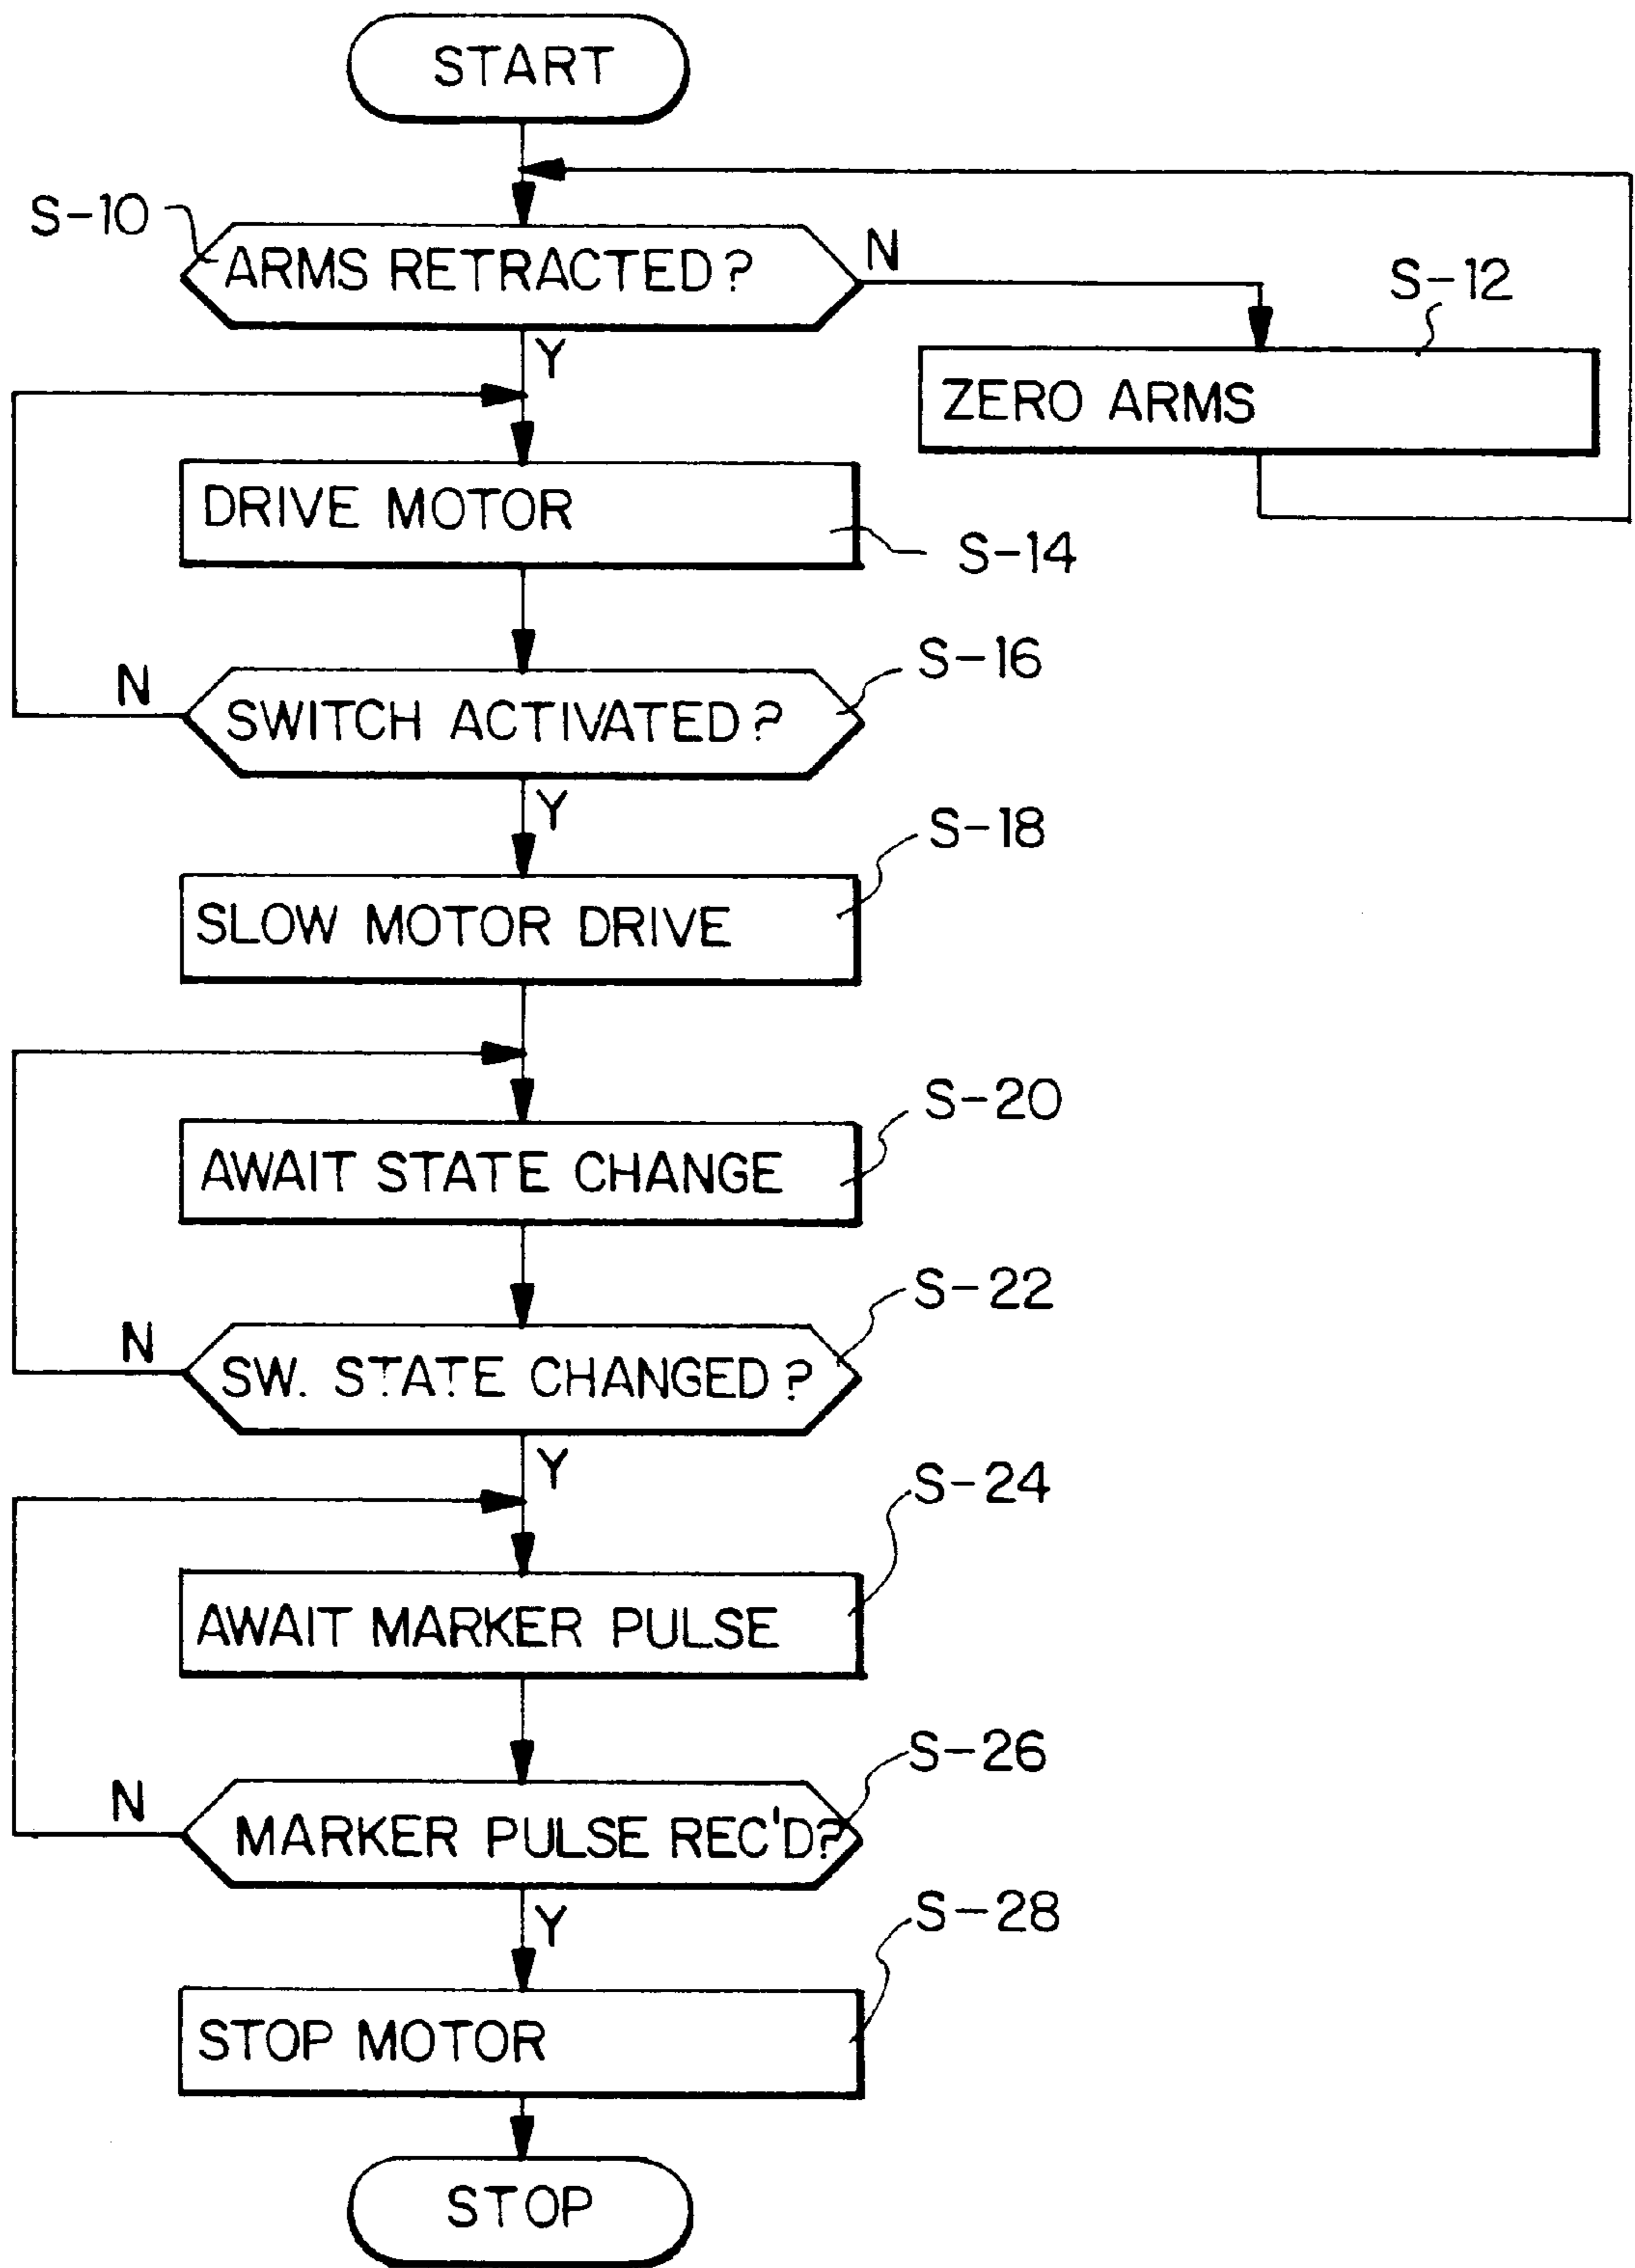 START
S-10
ARMS RETRACTED?
N
S-12
Y
ZERO ARMS
DRIVE MOTOR
S-14
S-16
N
SWITCH ACTIVATED?
Y
S-18
SLOW MOTOR DRIVE
S-20
AWAIT STATE CHANGE
S-22
N
SW. STATE CHANGED?
Y
S-24
AWAIT MARKER PULSE
S-26
N
MARKER PULSE REC'D?
Y
S-28
STOP MOTOR
STOP